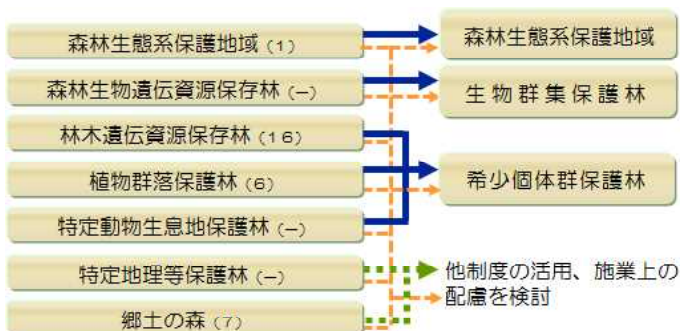 森林生態系保護地域（1）
森林生物遺伝資源保存林（–）
林木遺伝資源保存林（16）
植物群落保護林（6）
特定動物生息地保護林（–）
特定地理等保護林（–）
郷土の森（7）
森林生態系保護地域
生物群集保護林
希少個体群保護林
他制度の活用、施業上の
配慮を検討